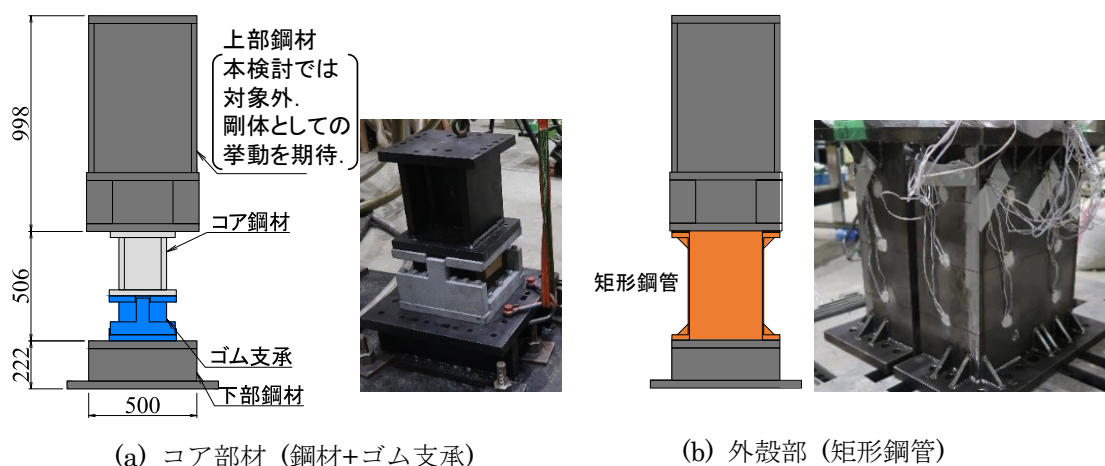 上部鋼材
本検討では
対象外.
剛体としての
挙動を期待.
998
コア鋼材
506
ゴム支承
222
下部鋼材
500
矩形鋼管
(a) コア部材 (鋼材+ゴム支承)
(b) 外殻部 (矩形鋼管)